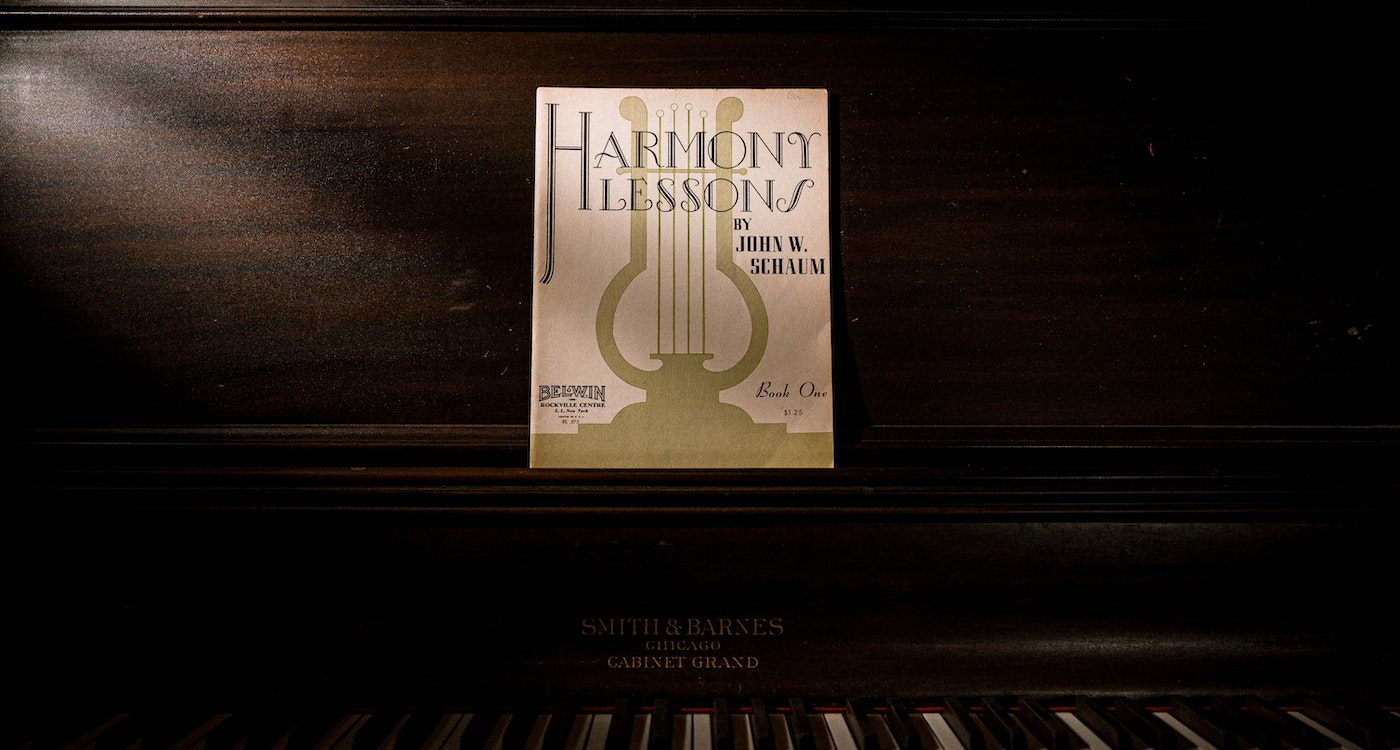 HARMONY
LESSONS
BY
JOHN W.
SCHAUM
BELWIN
ROCKVILLE CENTRE
L. I., New York
Book One
$1.25
SMITH & BARNES
CHICAGO
CABINET GRAND